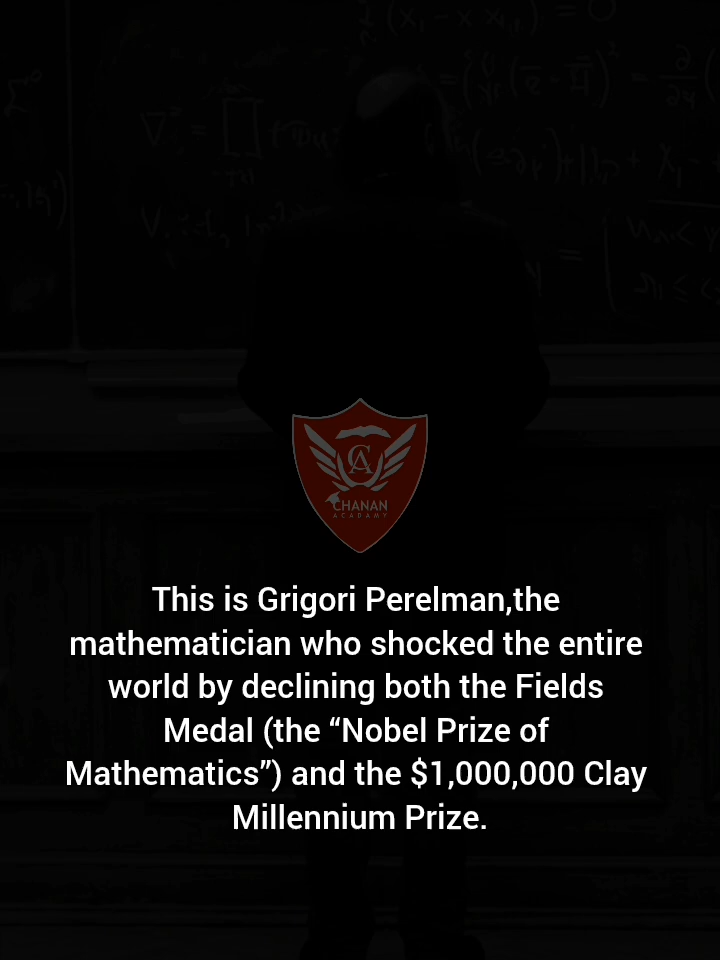 CA
CHANAN
ACADAMY
This is Grigori Perelman,the
mathematician who shocked the entire
world by declining both the Fields
Medal (the “Nobel Prize of
Mathematics”) and the $1,000,000 Clay
Millennium Prize.